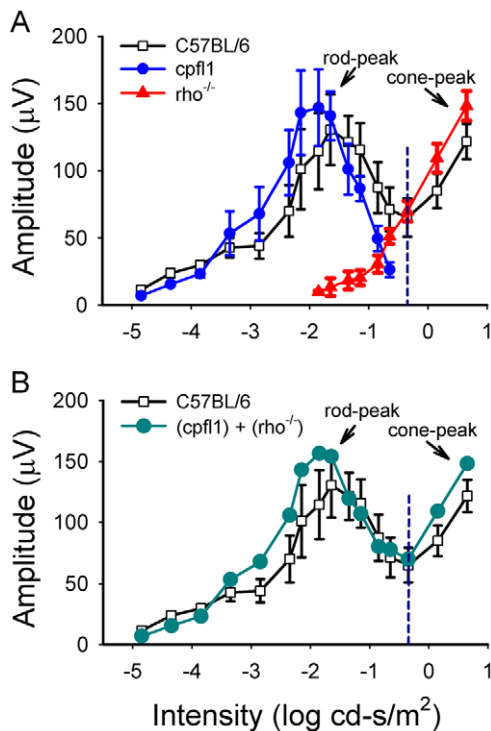 A
C57BL/6
cpfl1
rho-/-
rod-peak
cone-peak
Amplitude (μV)
200
150
100
50
0
-5 -4 -3 -2 -1 0 1
B
C57BL/6
(cpfl1) + (rho-/-)
rod-peak
cone-peak
Amplitude (μV)
200
150
100
50
0
-5 -4 -3 -2 -1 0 1
Intensity (log cd-s/m²)